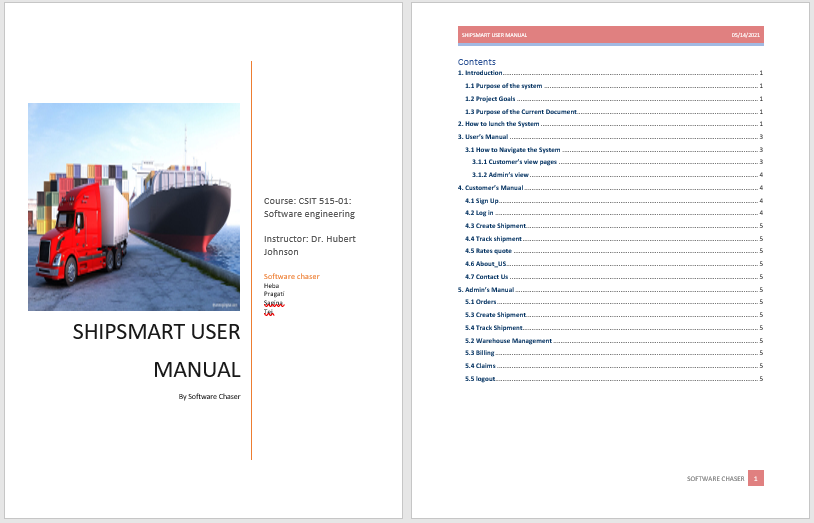 Course: CSIT 515-01:
Software engineering
Instructor: Dr. Hubert
Johnson
Software chaser
Heba
Pragati
SHIPSMART USER
MANUAL
By Software Chaser
SHIPSMART USER MANUAL 05/14/2021
Contents
1. Introduction 1
1.1 Purpose of the system 1
1.2 Project Goals 1
1.3 Purpose of the Current Document 1
2. How to lunch the System 1
3. User's Manual 3
3.1 How to Navigate the System 3
3.1.1 Customer's view pages 3
3.1.2 Admin's view 4
4. Customer's Manual 4
4.1 Sign Up 4
4.2 Log in 4
4.3 Create Shipment 5
4.4 Track shipment 5
4.5 Rates quote 5
4.6 About_US 5
4.7 Contact Us 5
5. Admin's Manual 5
5.1 Orders 5
5.3 Create Shipment 5
5.4 Track Shipment 5
5.2 Warehouse Management 5
5.3 Billing 5
5.4 Claims 5
5.5 logout 5
SOFTWARE CHASER 1